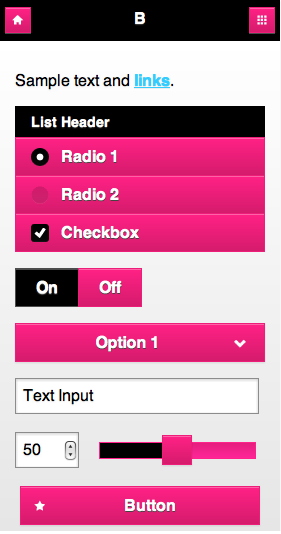 B
Sample text and links.
List Header
Radio 1
Radio 2
Checkbox
On Off
Option 1
Text Input
50
Button